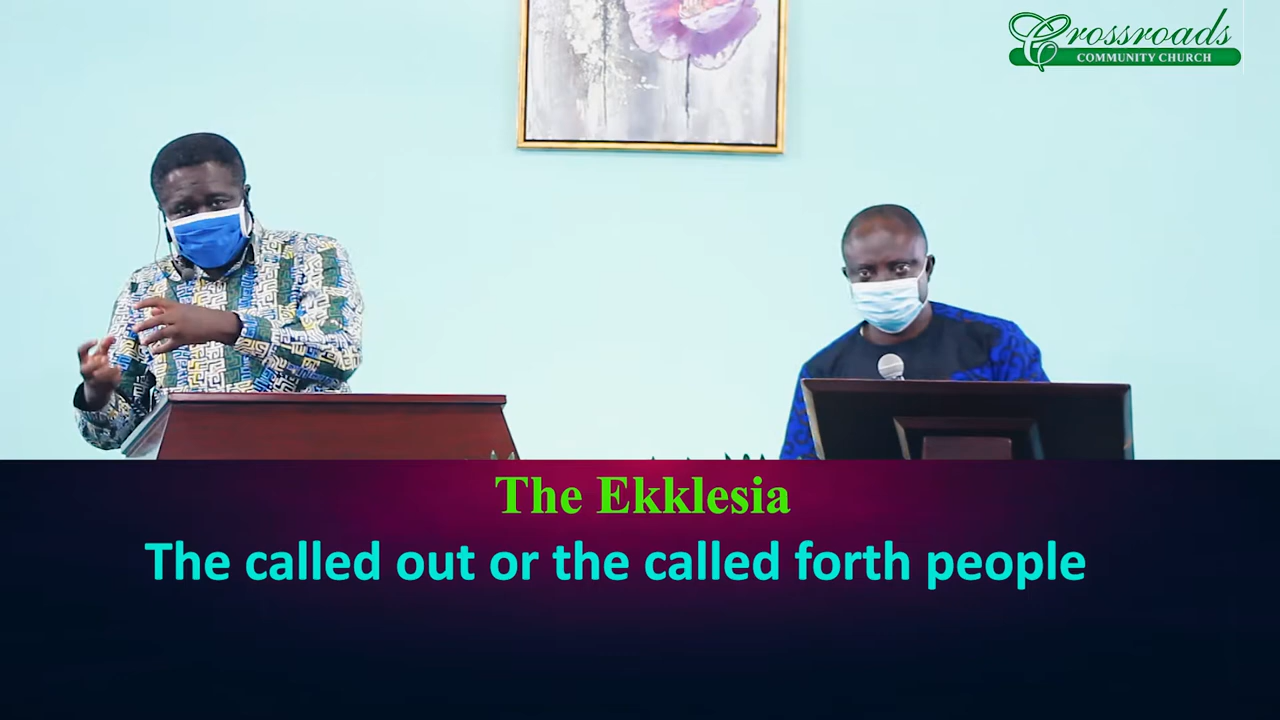 Crossroads
COMMUNITY CHURCH
The Ekklesia
The called out or the called forth people